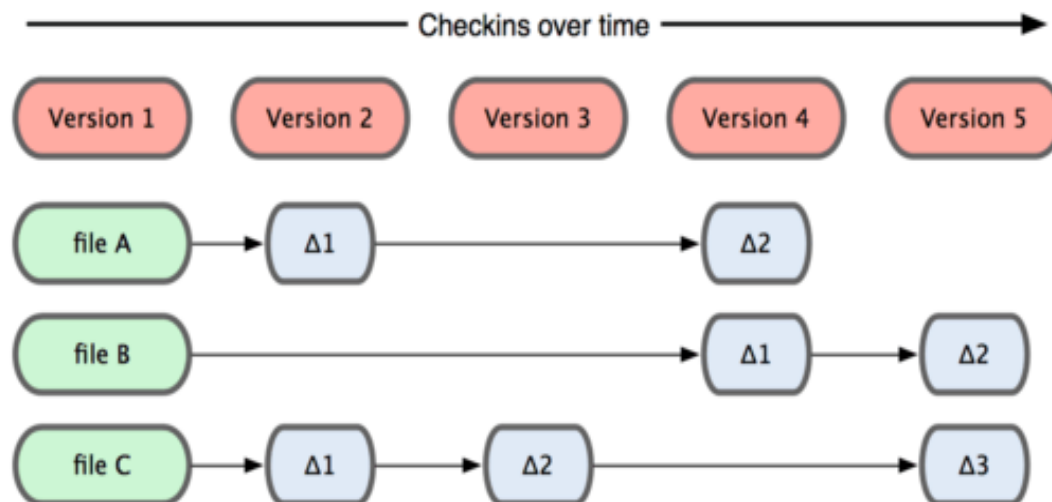 Checkins over time
Version 1 Version 2 Version 3 Version 4 Version 5
file A Δ1 Δ2
file B Δ1 Δ2
file C Δ1 Δ2 Δ3